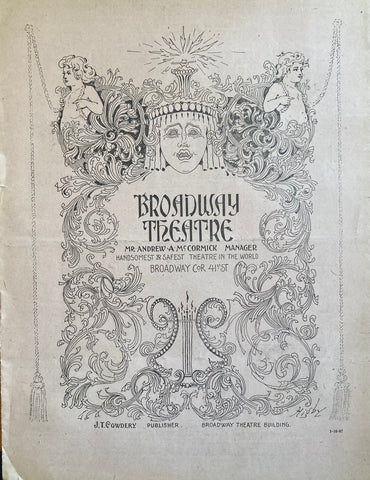 BROADWAY
THEATRE
MR. ANDREW·A·MCCORMICK MANAGER
HANDSOMEST & SAFEST THEATRE IN THE WORLD
BROADWAY COR 41ST ST
J.T. COWDERY PUBLISHER. BROADWAY THEATRE BUILDING.